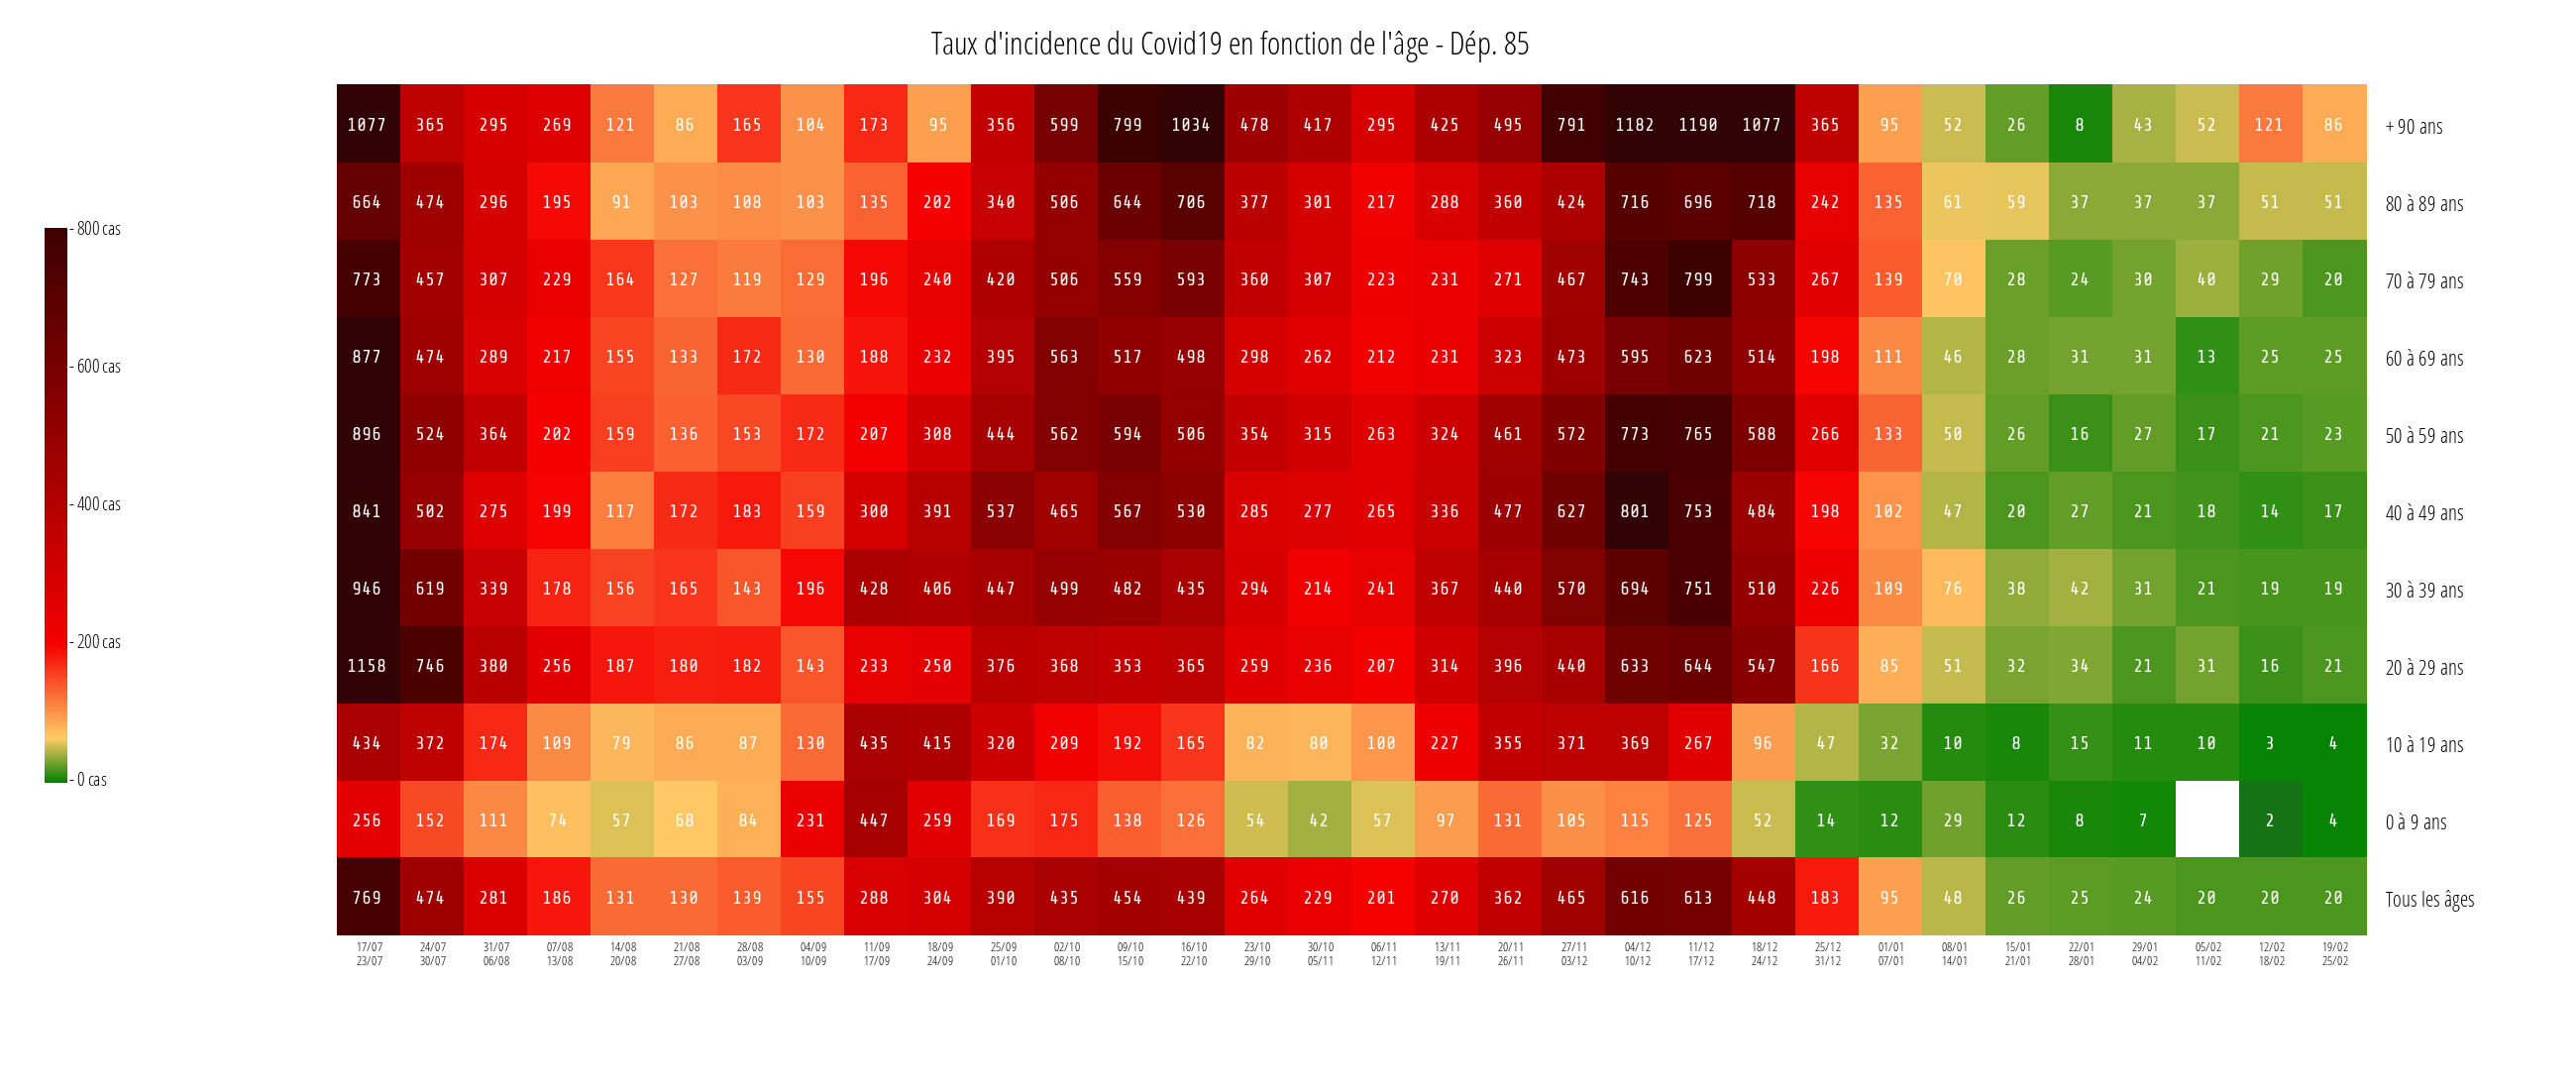 Taux d'incidence du Covid19 en fonction de l'âge - Dép. 85
- 800 cas
- 600 cas
- 400 cas
- 200 cas
- 0 cas
1077 365 295 269 121 86 165 104 173 95 356 599 799 1034 478 417 295 425 495 791 1182 1190 1077 365 95 52 26 8 43 52 121 86 + 90 ans
664 474 296 195 91 103 108 103 135 202 340 506 644 706 377 301 217 288 360 424 716 696 718 242 135 61 59 37 37 37 51 51 80 à 89 ans
773 457 307 229 164 127 119 129 196 240 420 506 559 593 360 307 223 231 271 467 743 799 533 267 139 70 28 24 30 40 29 20 70 à 79 ans
877 474 289 217 155 133 172 130 188 232 395 563 517 498 298 262 212 231 323 473 595 623 514 198 111 46 28 31 31 13 25 25 60 à 69 ans
896 524 364 202 159 136 153 172 207 308 444 562 594 506 354 315 263 324 461 572 773 765 588 266 133 50 26 16 27 17 21 23 50 à 59 ans
841 502 275 199 117 172 183 159 300 391 537 465 567 530 285 277 265 336 477 627 801 753 484 198 102 47 20 27 21 18 14 17 40 à 49 ans
946 619 339 178 156 165 143 196 428 406 447 499 482 435 294 214 241 367 440 570 694 751 510 226 109 76 38 42 31 21 19 19 30 à 39 ans
1158 746 380 256 187 180 182 143 233 250 376 368 353 365 259 236 207 314 396 440 633 644 547 166 85 51 32 34 21 31 16 21 20 à 29 ans
434 372 174 109 79 86 87 130 435 415 320 209 192 165 82 80 100 227 355 371 369 267 96 47 32 10 8 15 11 10 3 4 10 à 19 ans
256 152 111 74 57 68 84 231 447 259 169 175 138 126 54 42 57 97 131 105 115 125 52 14 12 29 12 8 7 2 4 0 à 9 ans
769 474 281 186 131 130 139 155 288 304 390 435 454 439 264 229 201 270 362 465 616 613 448 183 95 48 26 25 24 20 20 20 Tous les âges
17/07 24/07 31/07 07/08 14/08 21/08 28/08 04/09 11/09 18/09 25/09 02/10 09/10 16/10 23/10 30/10 06/11 13/11 20/11 27/11 04/12 11/12 18/12 25/12 01/01 08/01 15/01 22/01 29/01 05/02 12/02 19/02
23/07 30/07 06/08 13/08 20/08 27/08 03/09 10/09 17/09 24/09 01/10 08/10 15/10 22/10 29/10 05/11 12/11 19/11 26/11 03/12 10/12 17/12 24/12 31/12 07/01 14/01 21/01 28/01 04/02 11/02 18/02 25/02